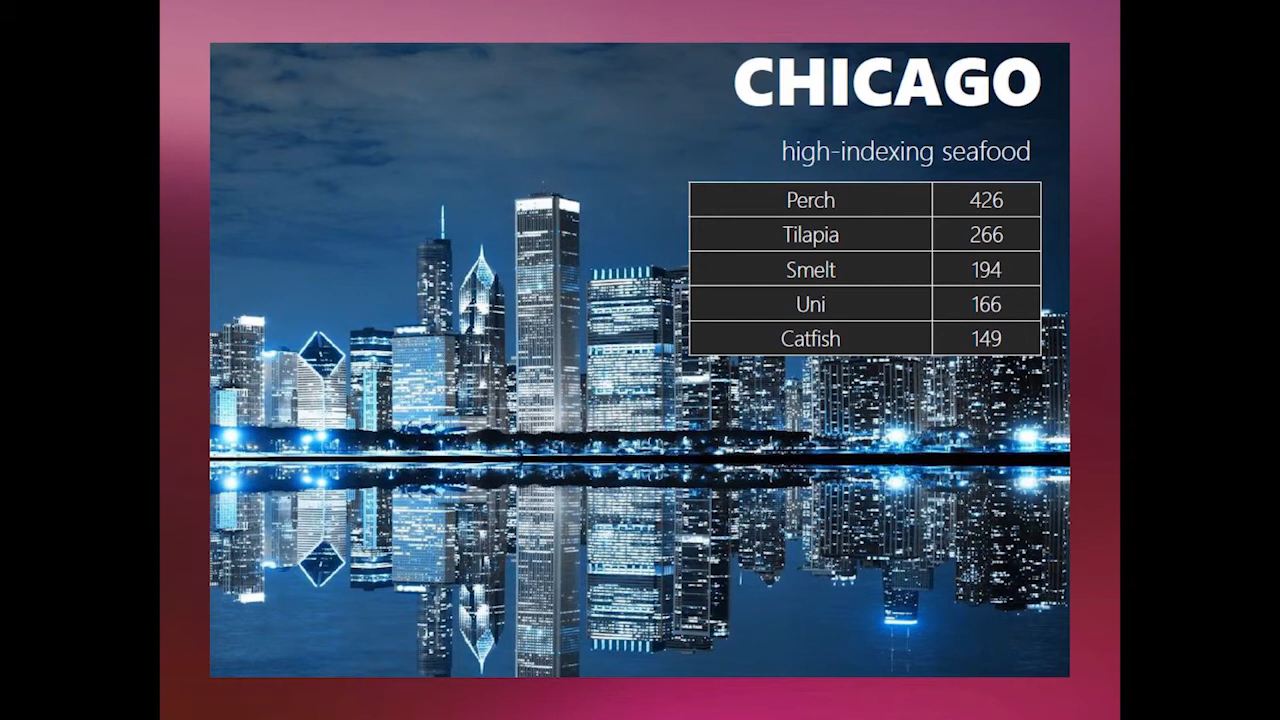 CHICAGO
high-indexing seafood
Perch 426
Tilapia 266
Smelt 194
Uni 166
Catfish 149